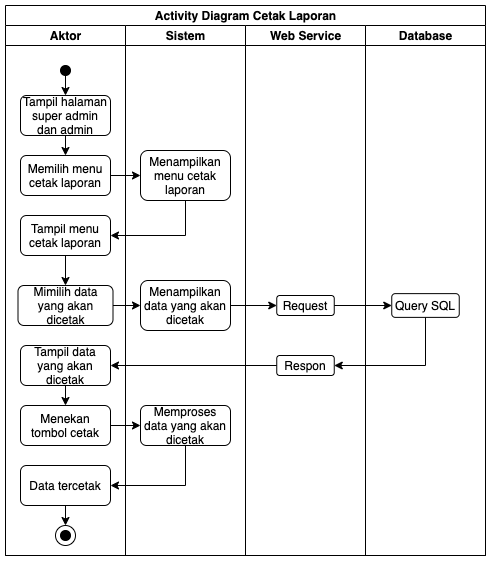 Activity Diagram Cetak Laporan
Aktor
Sistem
Web Service
Database
Tampil halaman
super admin
dan admin
Memilih menu
cetak laporan
Menampilkan
menu cetak
laporan
Tampil menu
cetak laporan
Mimilih data
yang akan
dicetak
Menampilkan
data yang akan
dicetak
Request
Query SQL
Tampil data
yang akan
dicetak
Respon
Menekan
tombol cetak
Memproses
data yang akan
dicetak
Data tercetak